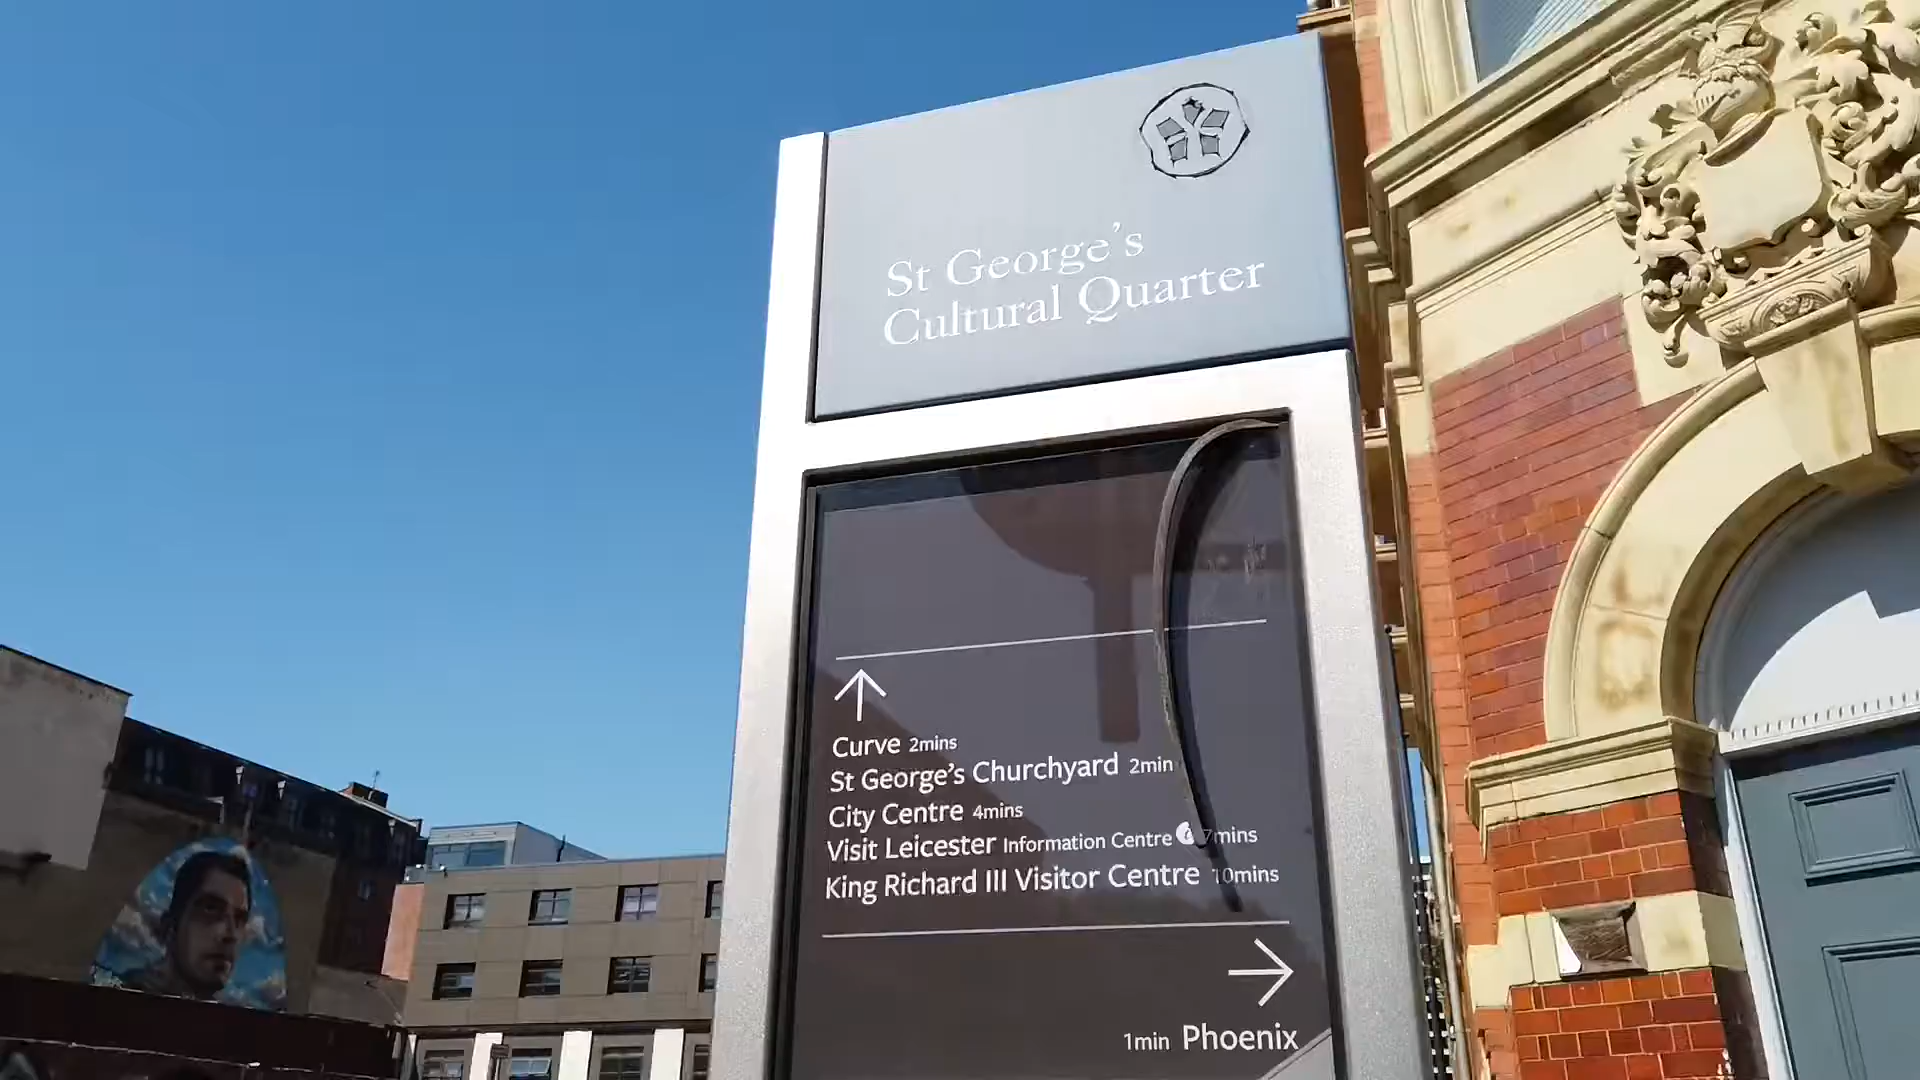 St George's
Cultural Quarter
Curve 2mins
St George's Churchyard 2min
City Centre 4mins
Visit Leicester Information Centre 7mins
King Richard III Visitor Centre 10mins
1min Phoenix